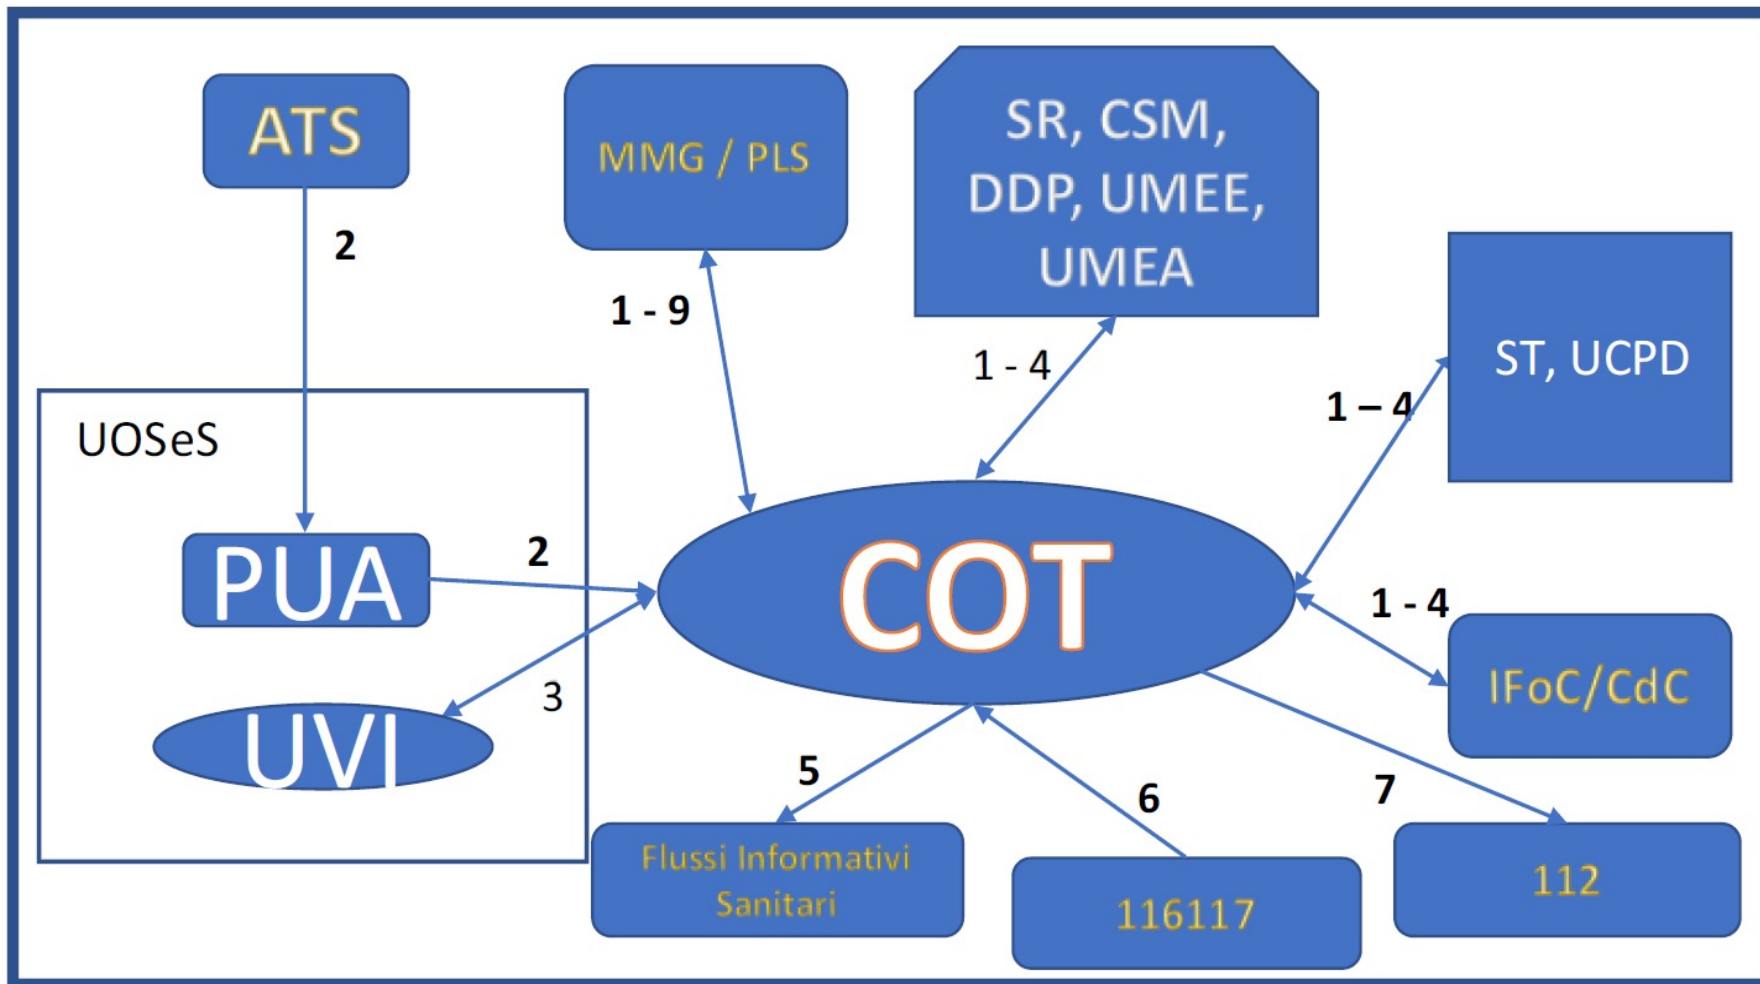 ATS
MMG / PLS
SR, CSM,
DDP, UMEE,
UMEA
2
1 - 9
1 - 4
ST, UCPD
1 – 4
UOSeS
PUA
2
COT
1 - 4
3
IFoC/CdC
UVI
5
6
7
Flussi Informativi
Sanitari
116117
112